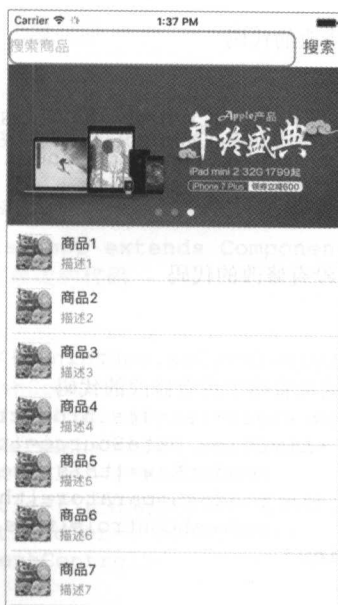 Carrier 1:37 PM
搜索商品 搜索
Apple产品
年终盛典
iPad mini 2 32G 1799起
iPhone 7 Plus 领券立减600
商品1
描述1
商品2
描述2
商品3
描述3
商品4
描述4
商品5
描述5
商品6
描述6
商品7
描述7